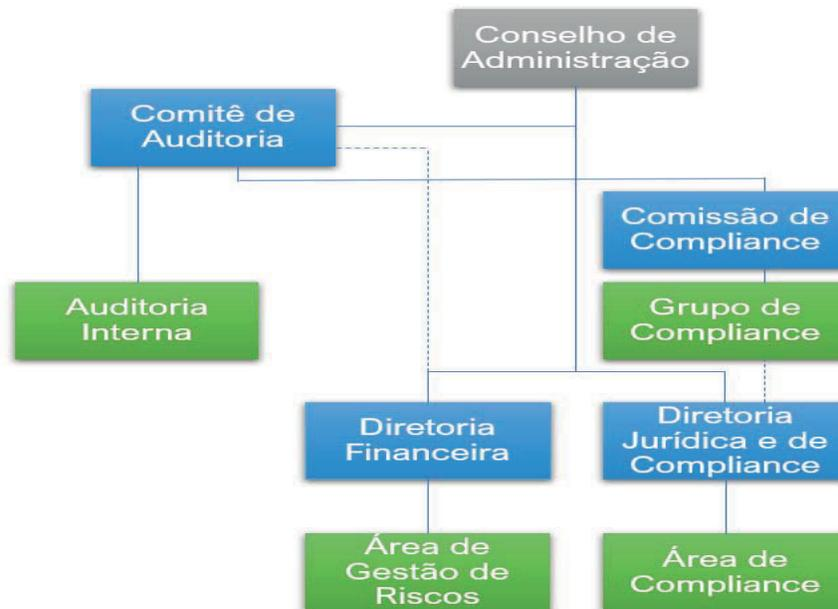 Conselho de
Administração
Comitê de
Auditoria
Comissão de
Compliance
Auditoria
Interna
Grupo de
Compliance
Diretoria
Financeira
Diretoria
Jurídica e de
Compliance
Área de
Gestão de
Riscos
Área de
Compliance